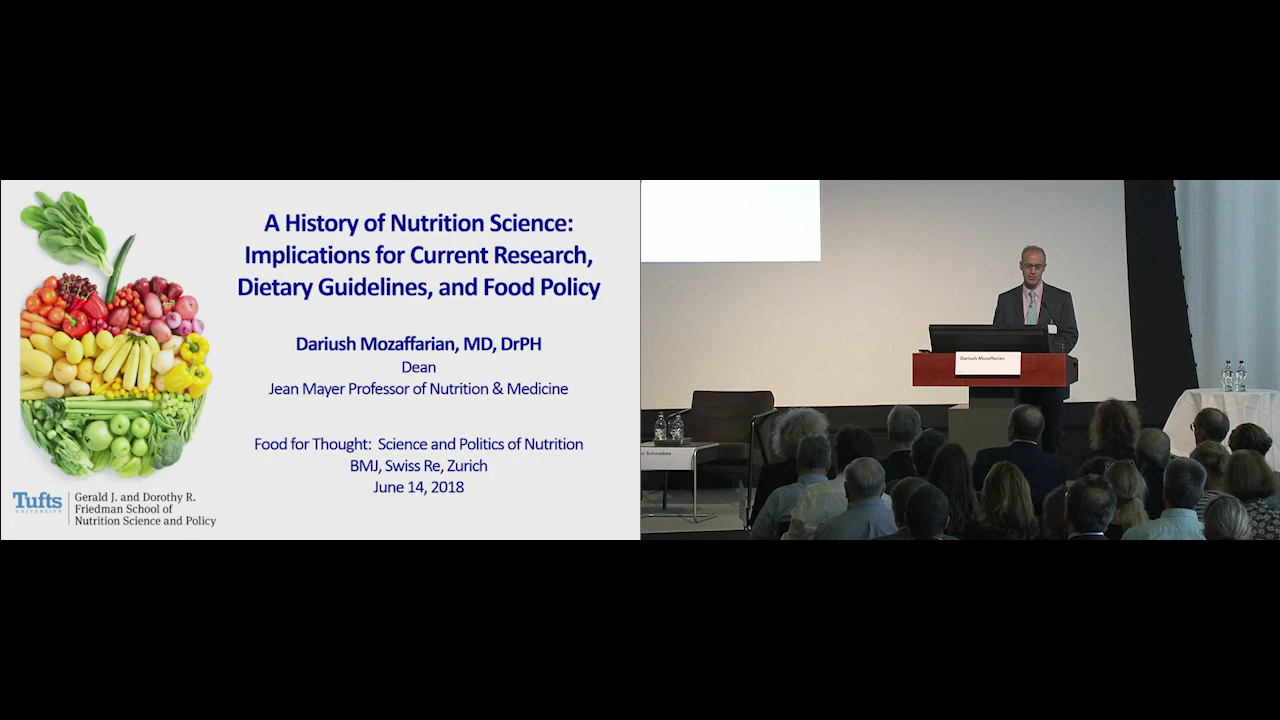 A History of Nutrition Science:
Implications for Current Research,
Dietary Guidelines, and Food Policy
Dariush Mozaffarian, MD, DrPH
Dean
Jean Mayer Professor of Nutrition & Medicine
Food for Thought: Science and Politics of Nutrition
BMJ, Swiss Re, Zurich
June 14, 2018
Tufts
UNIVERSITY
Gerald J. and Dorothy R.
Friedman School of
Nutrition Science and Policy
Dariush Mozaffarian